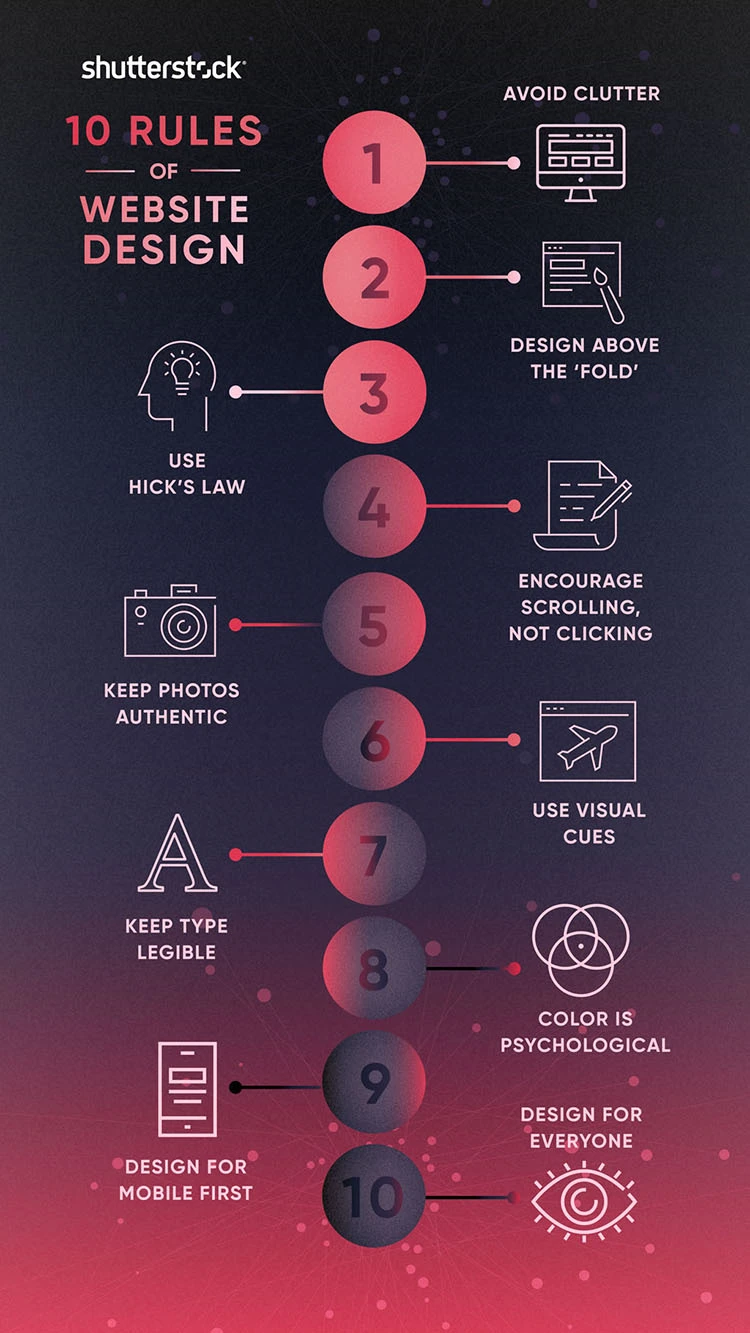 shutterstock
10 RULES
OF
WEBSITE
DESIGN
1
AVOID CLUTTER
2
DESIGN ABOVE
THE ‘FOLD’
3
USE
HICK’S LAW
4
ENCOURAGE
SCROLLING,
NOT CLICKING
5
KEEP PHOTOS
AUTHENTIC
6
USE VISUAL
CUES
7
A
KEEP TYPE
LEGIBLE
8
COLOR IS
PSYCHOLOGICAL
9
DESIGN FOR
MOBILE FIRST
10
DESIGN FOR
EVERYONE